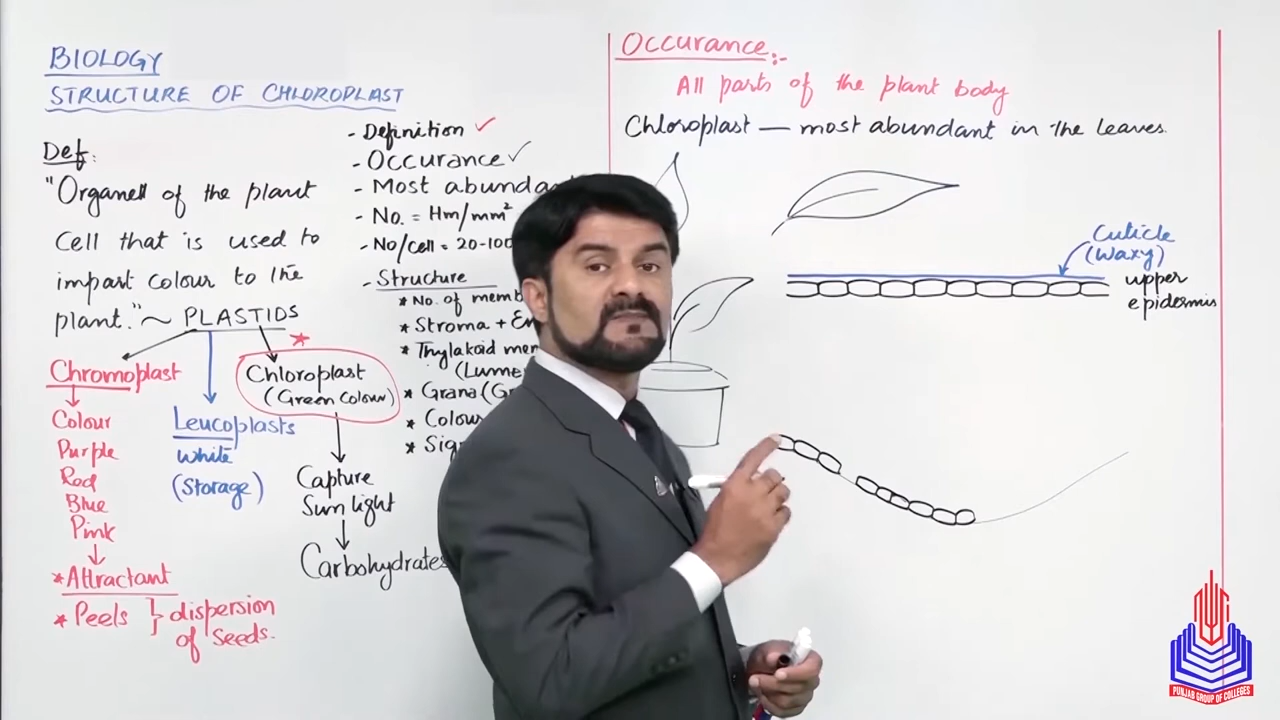 BIOLOGY
STRUCTURE OF CHLOROPLAST
Def:
"Organell of the plant
Cell that is used to
impart colour to the
plant."~ PLASTIDS
Chromoplast
Colour
Purple
Red
Blue
Pink
*Attractant
* Peels } dispersion
of seeds.
Leucoplasts
White
(Storage)
*
Chloroplast
(Green Colour)
Capture
Sun light
Carbohydrates
- Definition ✓
- Occurance ✓
- Most abundan
- No. = Hm/mm²
- No/cell = 20-100
- Structure
* No. of memb
* Stroma + En
* Thylakoid mem
(Lume
* Grana (G
* Colou
* Sig
Occurance:-
All parts of the plant body
Chloroplast — most abundant in the leaves.
Cuticle
(Waxy)
upper
epidermis
PUNJAB GROUP OF COLLEGES